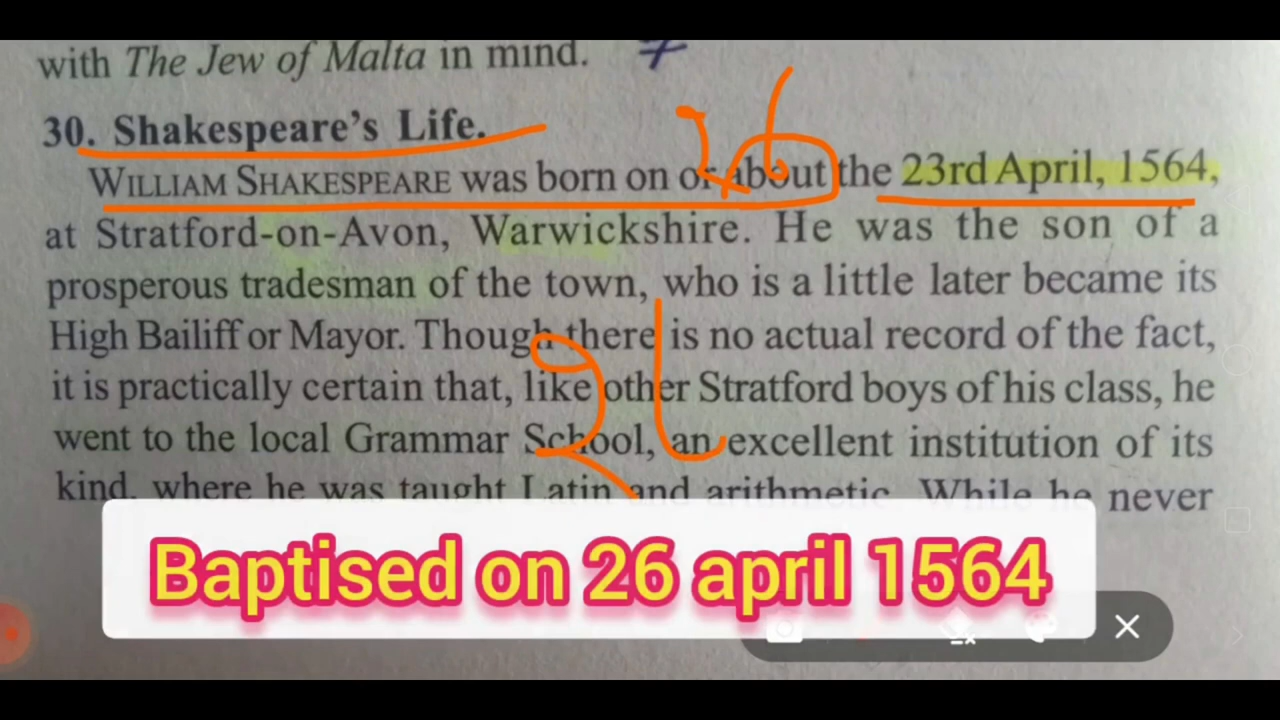 with The Jew of Malta in mind.
30. Shakespeare's Life.
26
WILLIAM SHAKESPEARE was born on or about the 23rd April, 1564,
at Stratford-on-Avon, Warwickshire. He was the son of a
prosperous tradesman of the town, who is a little later became its
High Bailiff or Mayor. Though there is no actual record of the fact,
it is practically certain that, like other Stratford boys of his class, he
went to the local Grammar School, an excellent institution of its
kind, where he was taught Latin and arithmetic. While he never
Baptised on 26 april 1564